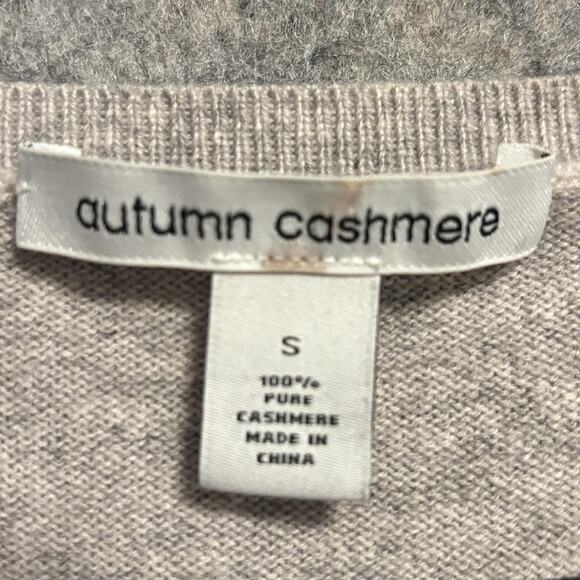 autumn cashmere
S
100%
PURE
CASHMERE
MADE IN
CHINA